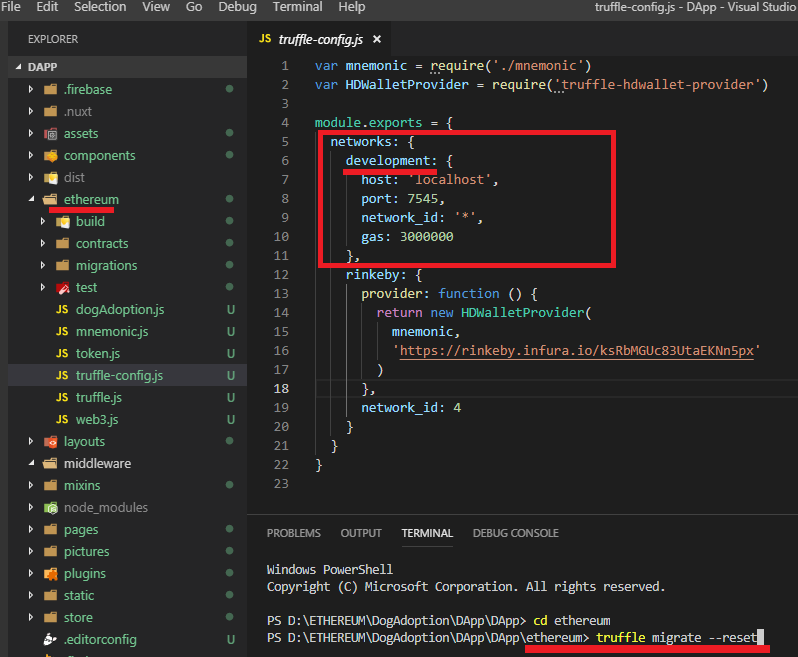 File Edit Selection View Go Debug Terminal Help truffle-config.js - DApp - Visual Studio
EXPLORER
DAPP
.firebase
.nuxt
assets
components
dist
ethereum
build
contracts
migrations
test
JS dogAdoption.js U
JS mnemonic.js U
JS token.js U
JS truffle-config.js U
JS truffle.js U
JS web3.js U
layouts
middleware
mixins
node_modules
pages
pictures
plugins
static
store
.editorconfig U
JS truffle-config.js ×
1 var mnemonic = require('./mnemonic')
2 var HDWalletProvider = require('truffle-hdwallet-provider')
3
4 module.exports = {
5 networks: {
6 development: {
7 host: 'localhost',
8 port: 7545,
9 network_id: '*',
10 gas: 3000000
11 },
12 rinkeby: {
13 provider: function () {
14 return new HDWalletProvider(
15 mnemonic,
16 'https://rinkeby.infura.io/ksRbMGUc83UtaEKNn5px'
17 )
18 },
19 network_id: 4
20 }
21 }
22 }
23
PROBLEMS OUTPUT TERMINAL DEBUG CONSOLE
Windows PowerShell
Copyright (C) Microsoft Corporation. All rights reserved.
PS D:\ETHEREUM\DogAdoption\DApp\DApp> cd ethereum
PS D:\ETHEREUM\DogAdoption\DApp\DApp\ethereum> truffle migrate --reset